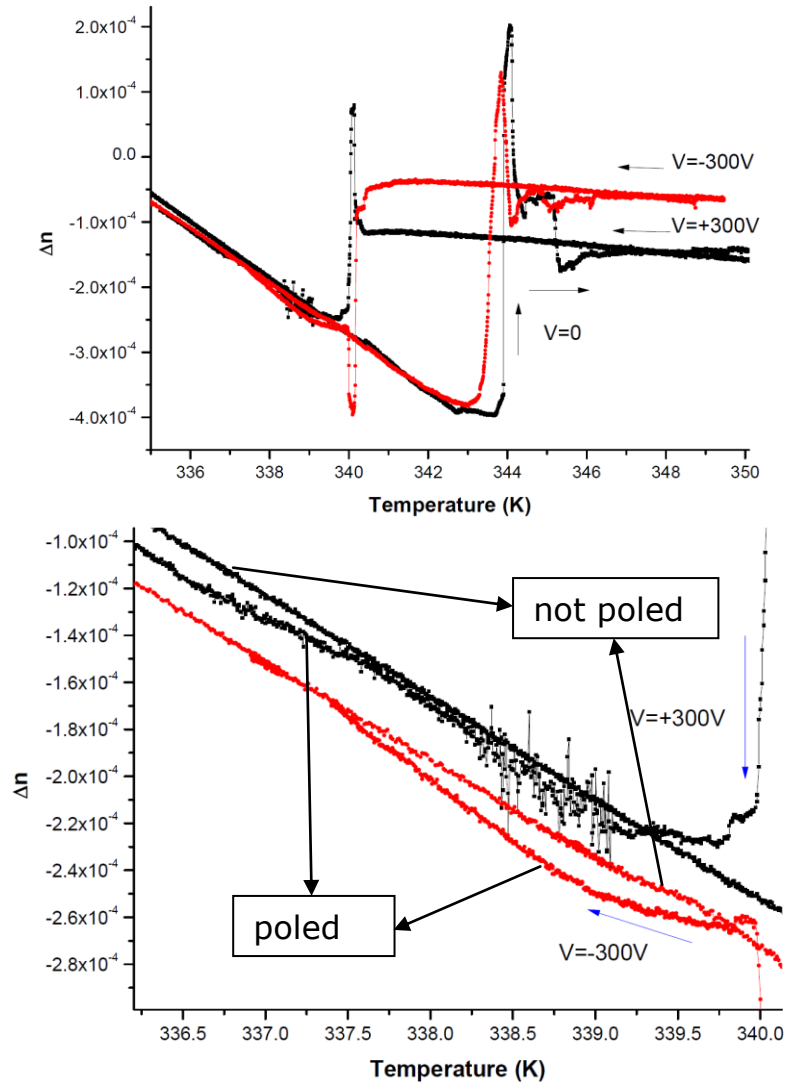 2.0x10⁻⁴
1.0x10⁻⁴
0.0
-1.0x10⁻⁴
-2.0x10⁻⁴
-3.0x10⁻⁴
-4.0x10⁻⁴
Δn
V=-300V
V=+300V
V=0
336 338 340 342 344 346 348 350
Temperature (K)
-1.0x10⁻⁴
-1.2x10⁻⁴
-1.4x10⁻⁴
-1.6x10⁻⁴
-1.8x10⁻⁴
-2.0x10⁻⁴
-2.2x10⁻⁴
-2.4x10⁻⁴
-2.6x10⁻⁴
-2.8x10⁻⁴
Δn
not poled
V=+300V
poled
V=-300V
336.5 337.0 337.5 338.0 338.5 339.0 339.5 340.0
Temperature (K)